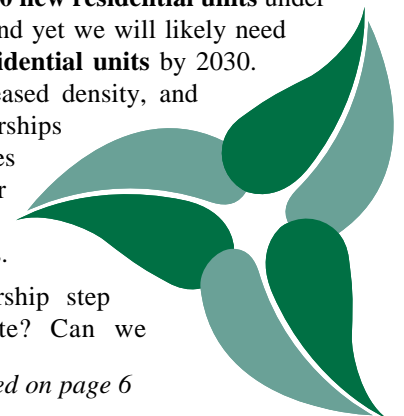 0 new residential units under
nd yet we will likely need
idential units by 2030.
eased density, and
rships
es
r
.
rship step
te? Can we
ed on page 6